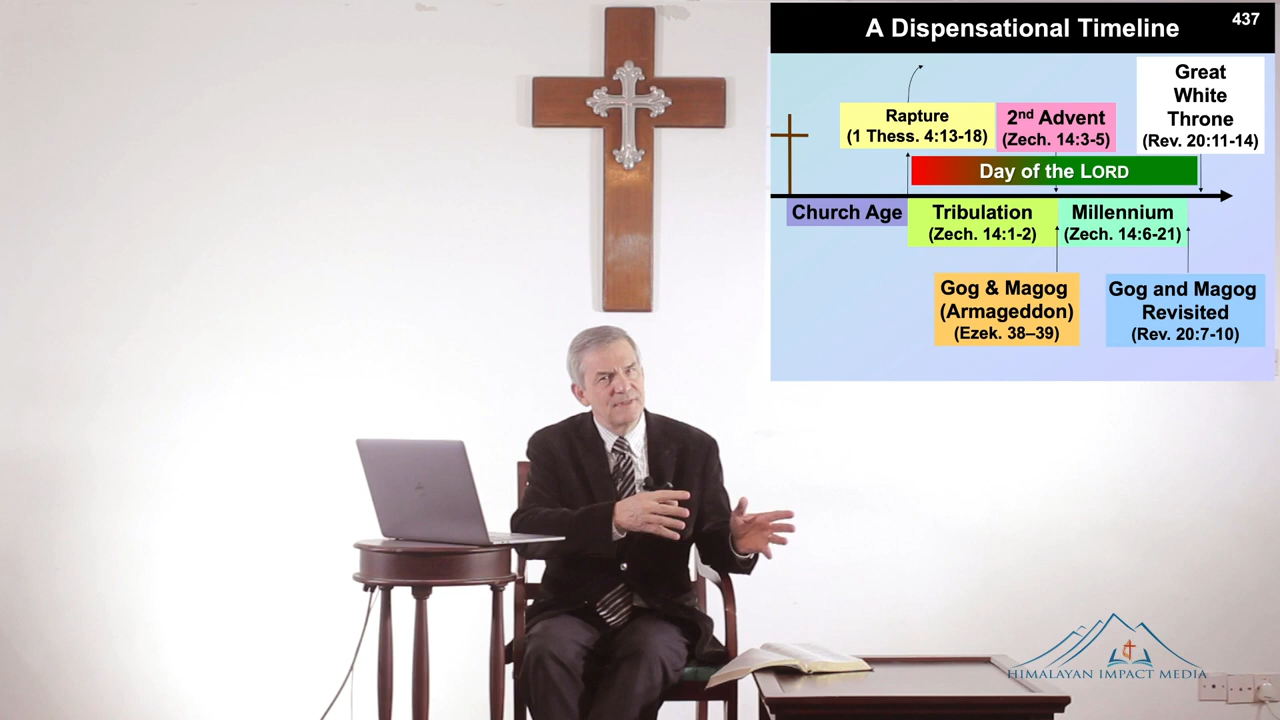 A Dispensational Timeline
437
Great
White
Throne
(Rev. 20:11-14)
Rapture
(1 Thess. 4:13-18)
2nd Advent
(Zech. 14:3-5)
Day of the LORD
Church Age
Tribulation
(Zech. 14:1-2)
Millennium
(Zech. 14:6-21)
Gog & Magog
(Armageddon)
(Ezek. 38–39)
Gog and Magog
Revisited
(Rev. 20:7-10)
HIMALAYAN IMPACT MEDIA